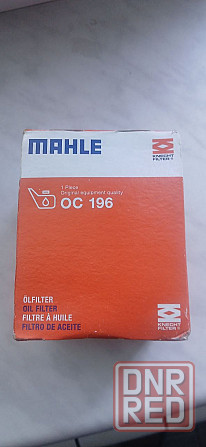 MAHLE
KNECHT
FILTER
1 Piece
Original equipment quality
OC 196
ÖLFILTER
OIL FILTER
FILTRE À HUILE
FILTRO DE ACEITE
KNECHT
FILTER
DNR
RED